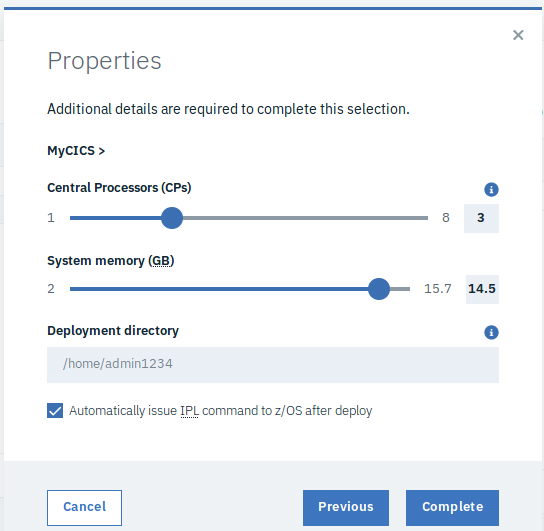 Properties
Additional details are required to complete this selection.
MyCICS >
Central Processors (CPs)
1 8 3
System memory (GB)
2 15.7 14.5
Deployment directory
/home/admin1234
Automatically issue IPL command to z/OS after deploy
Cancel Previous Complete